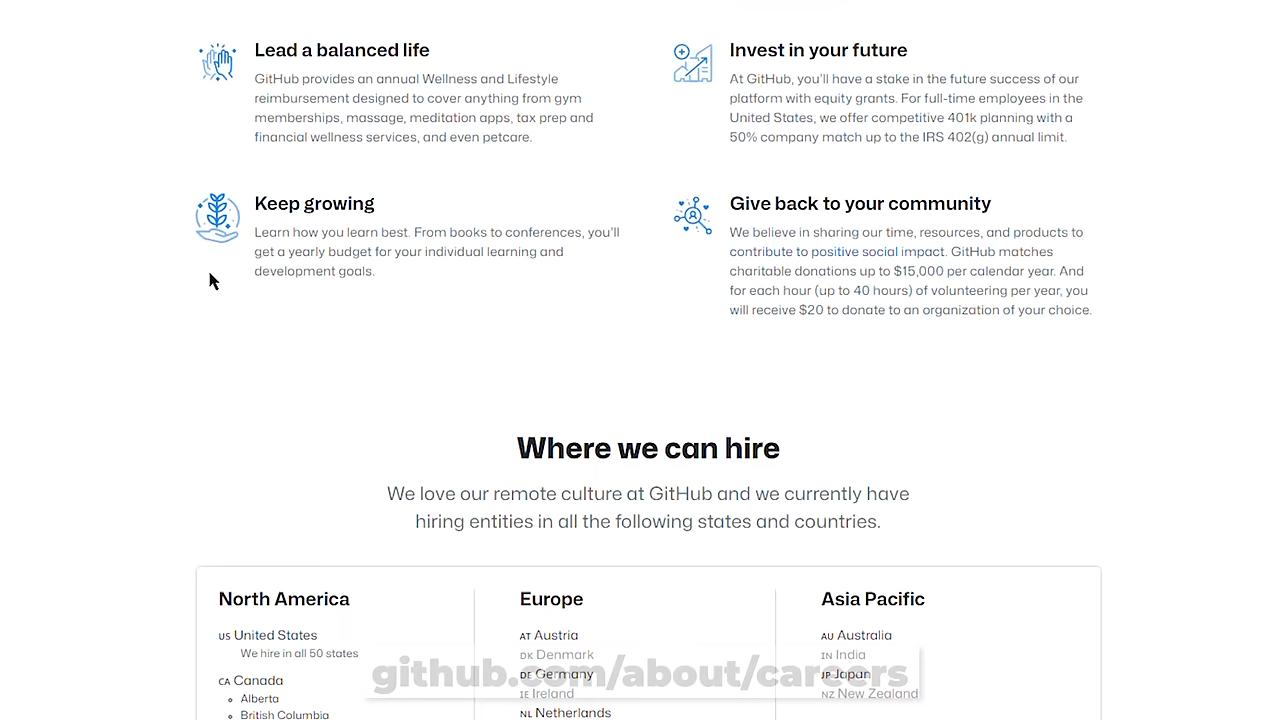 Lead a balanced life
GitHub provides an annual Wellness and Lifestyle
reimbursement designed to cover anything from gym
memberships, massage, meditation apps, tax prep and
financial wellness services, and even petcare.
Invest in your future
At GitHub, you'll have a stake in the future success of our
platform with equity grants. For full-time employees in the
United States, we offer competitive 401k planning with a
50% company match up to the IRS 402(g) annual limit.
Keep growing
Learn how you learn best. From books to conferences, you'll
get a yearly budget for your individual learning and
development goals.
Give back to your community
We believe in sharing our time, resources, and products to
contribute to positive social impact. GitHub matches
charitable donations up to $15,000 per calendar year. And
for each hour (up to 40 hours) of volunteering per year, you
will receive $20 to donate to an organization of your choice.
Where we can hire
We love our remote culture at GitHub and we currently have
hiring entities in all the following states and countries.
North America
US United States
We hire in all 50 states
CA Canada
Alberta
British Columbia
Europe
AT Austria
DK Denmark
DE Germany
IE Ireland
NL Netherlands
Asia Pacific
AU Australia
IN India
JP Japan
NZ New Zealand
github.com/about/careers